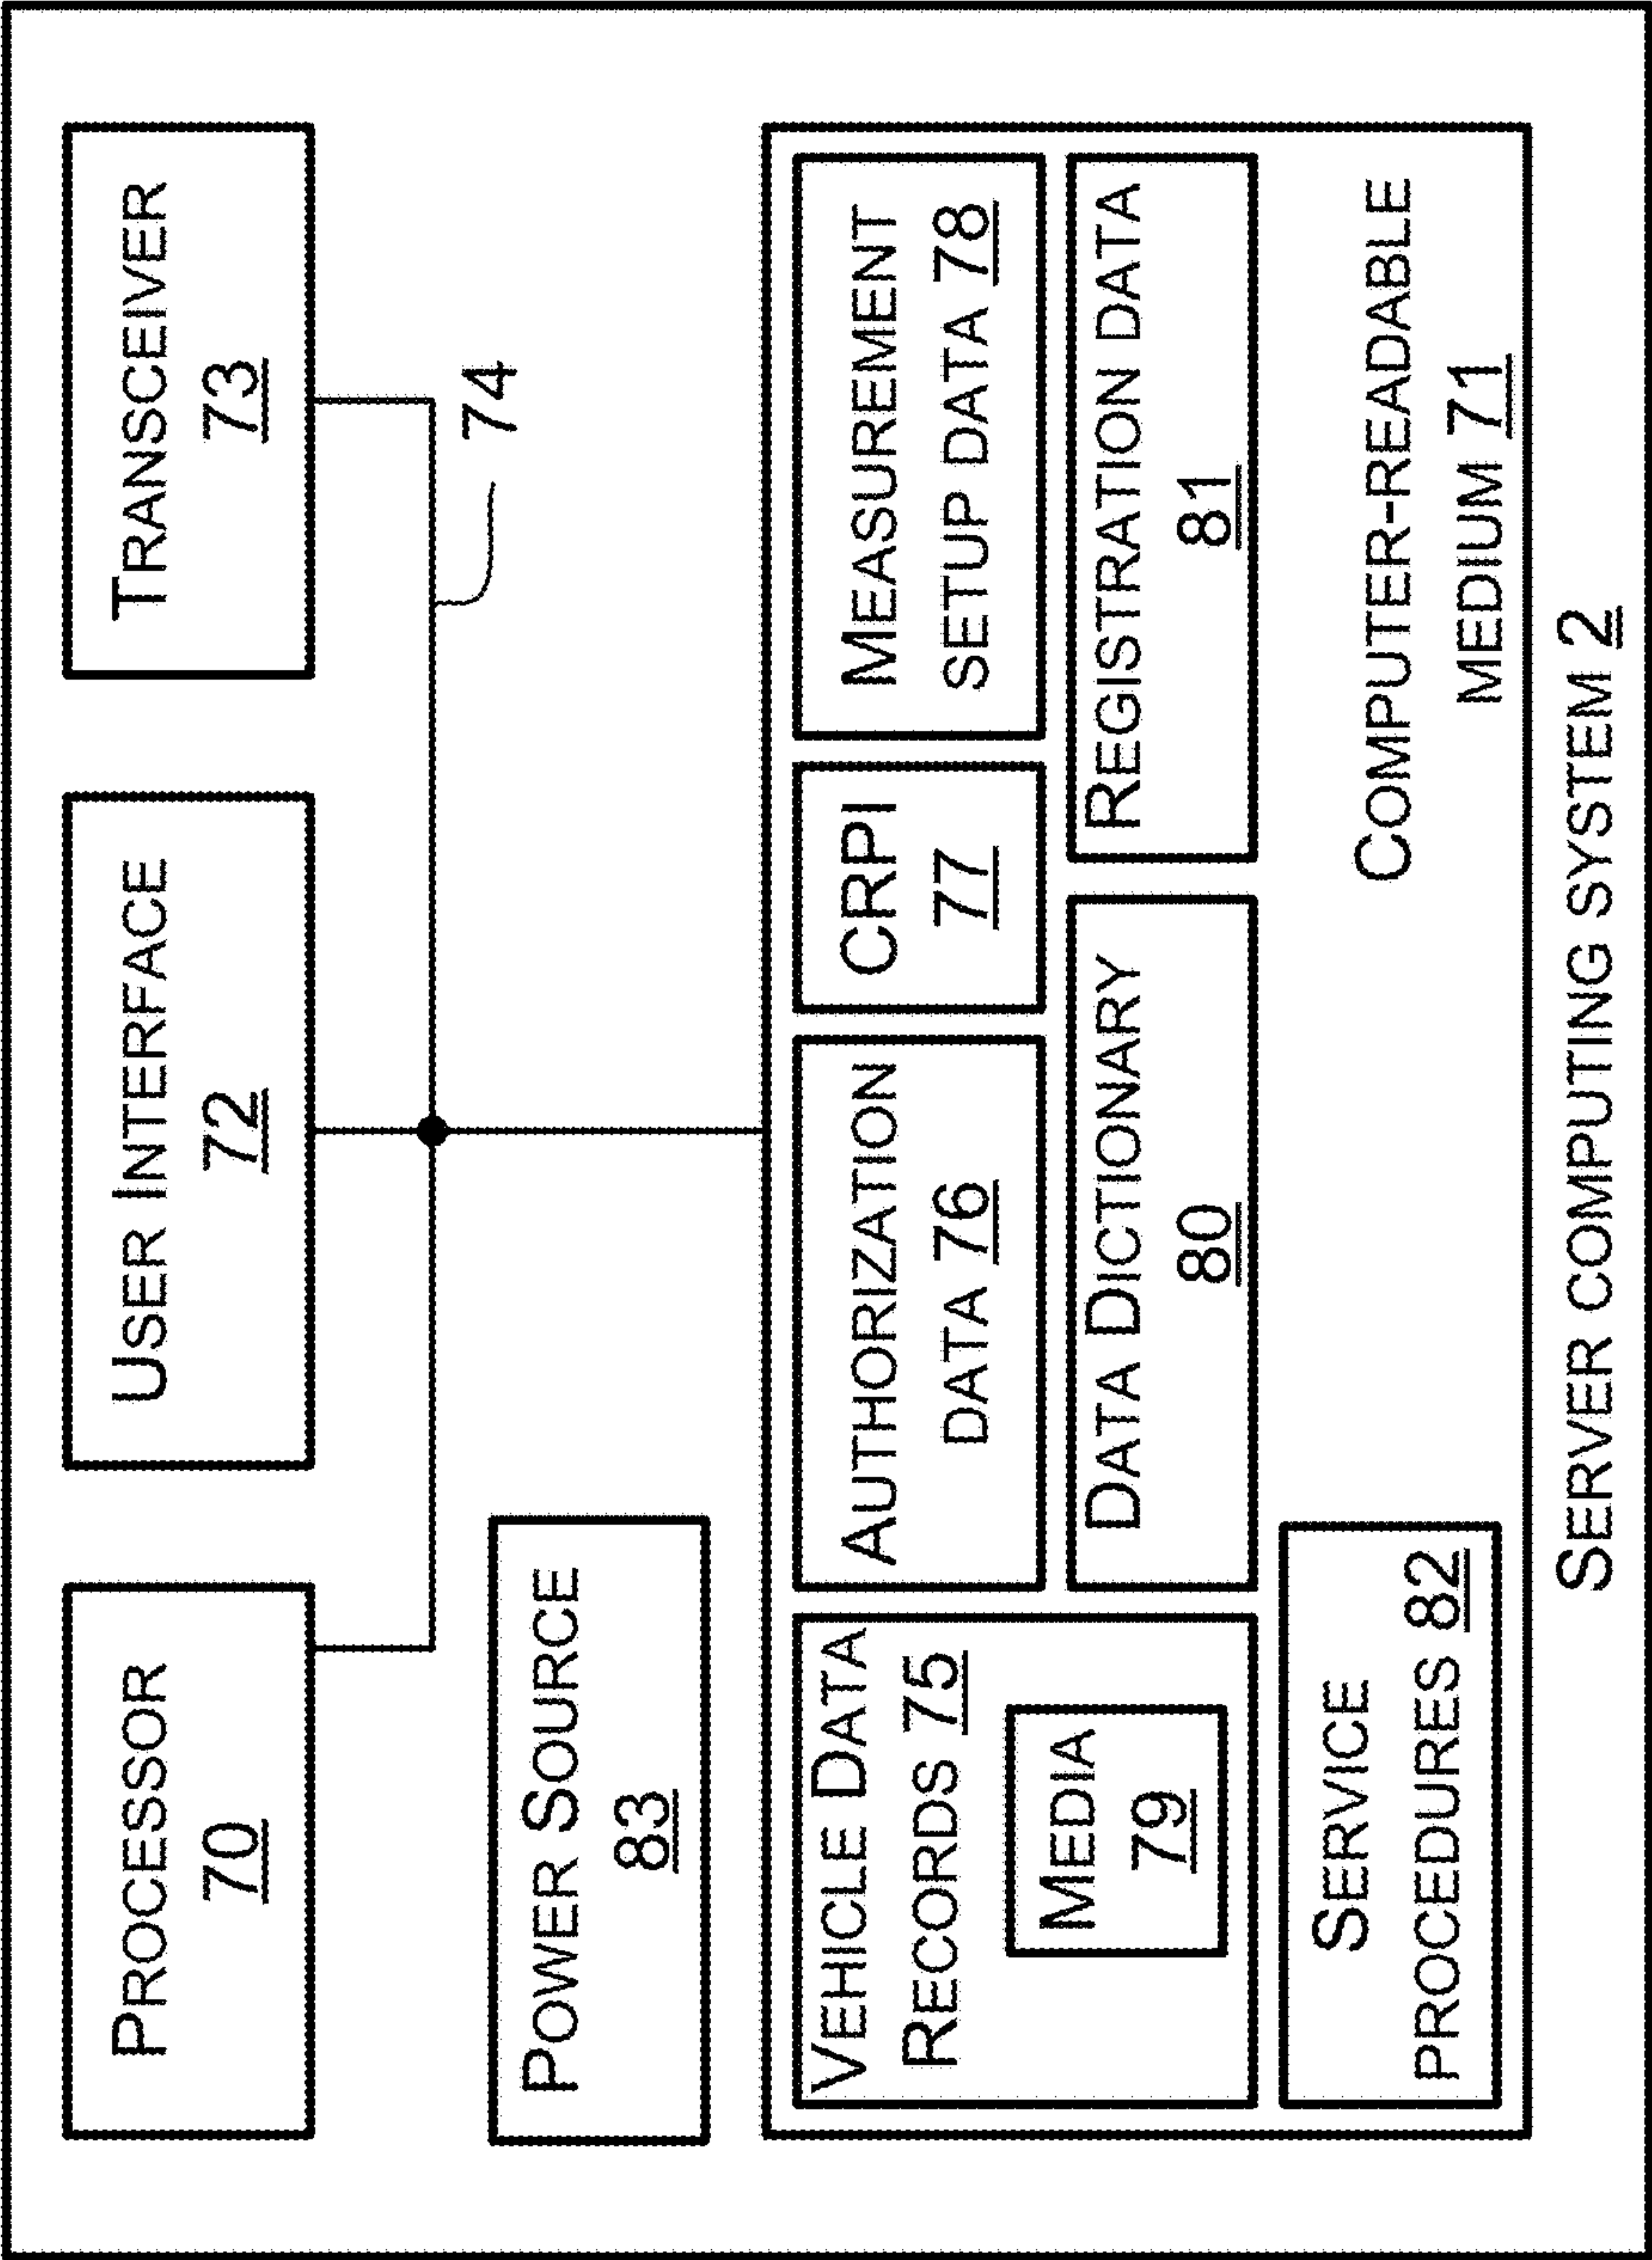 PROCESSOR
70
USER INTERFACE
72
TRANSCEIVER
73
74
POWER SOURCE
83
VEHICLE DATA
RECORDS 75
MEDIA
79
AUTHORIZATION
DATA 76
CRPI
77
MEASUREMENT
SETUP DATA 78
DATA DICTIONARY
80
REGISTRATION DATA
81
SERVICE
PROCEDURES 82
COMPUTER-READABLE
MEDIUM 71
SERVER COMPUTING SYSTEM 2